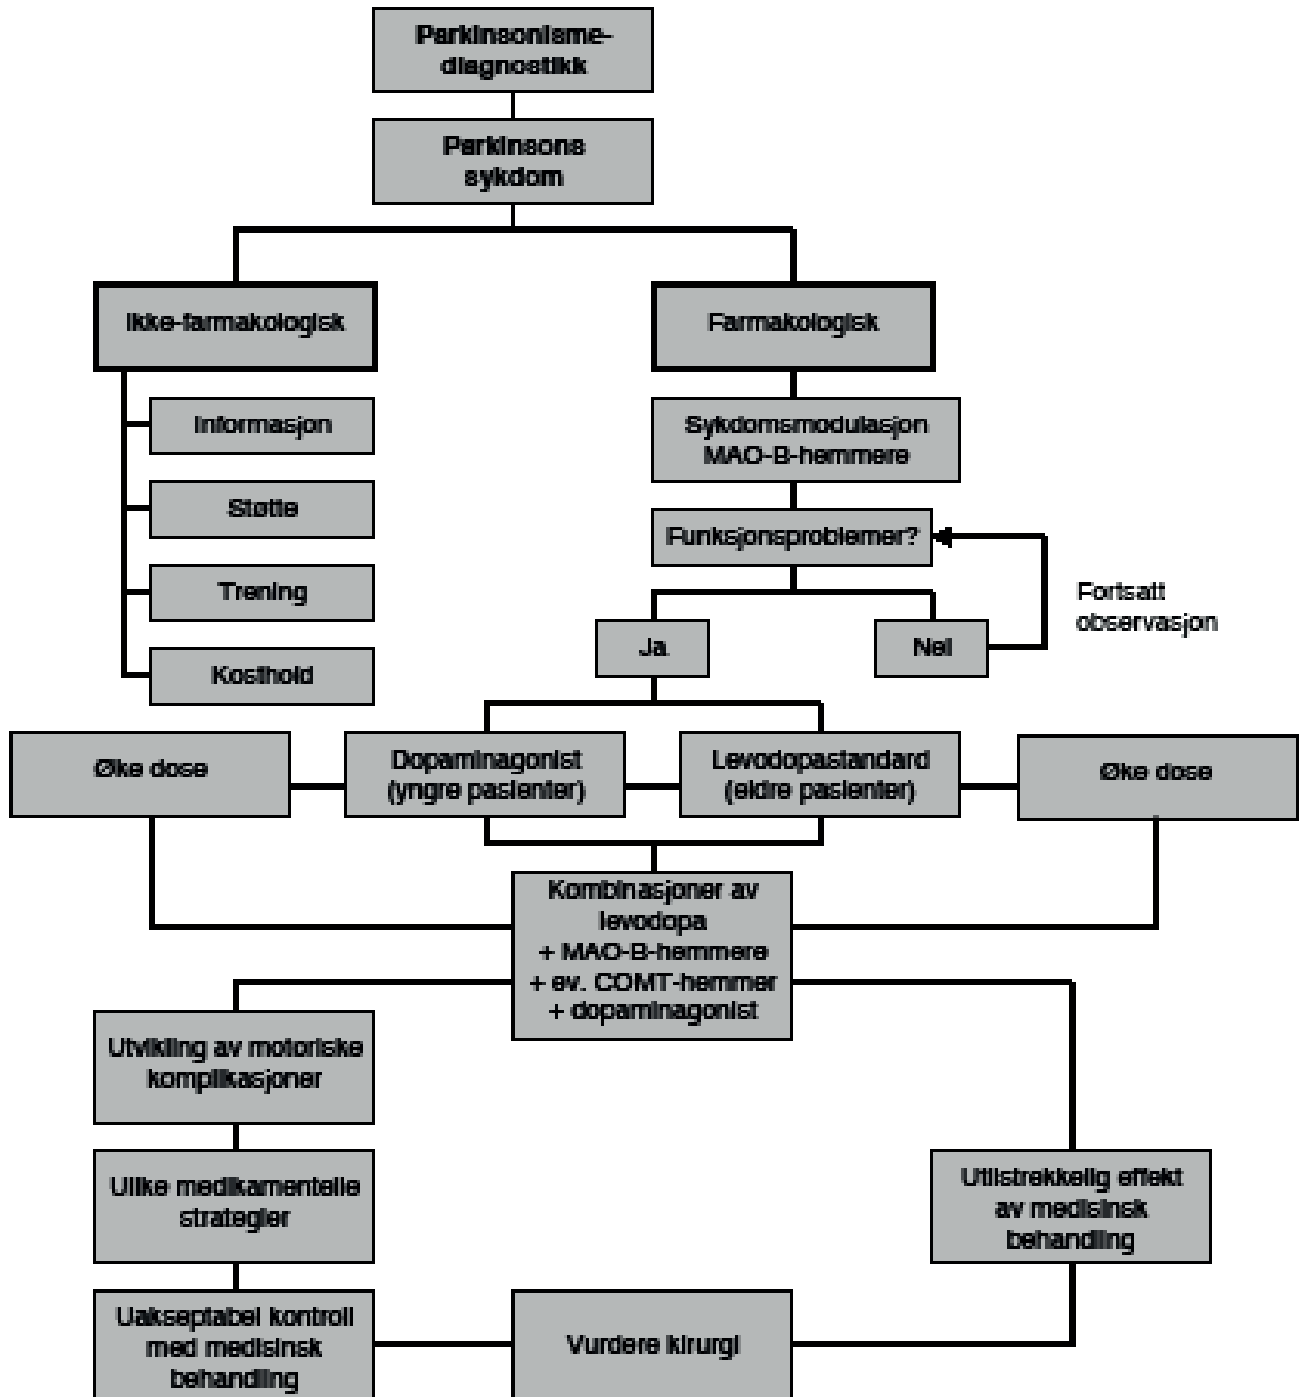 Parkinsonisme-
diagnostikk
Parkinsons
sykdom
Ikke-farmakologisk
Farmakologisk
Informasjon
Støtte
Trening
Kosthold
Sykdomsmodulasjon
MAO-B-hemmere
Funksjonsproblemer?
Fortsatt
observasjon
Ja
Nei
Øke dose
Dopaminagonist
(yngre pasienter)
Levodopastandard
(eldre pasienter)
Øke dose
Kombinasjoner av
levodopa
+ MAO-B-hemmere
+ ev. COMT-hemmer
+ dopaminagonist
Utvikling av motoriske
komplikasjoner
Ulike medikamentelle
strategier
Uakseptabel kontroll
med medisinsk
behandling
Vurdere kirurgi
Utilstrekkelig effekt
av medisinsk
behandling